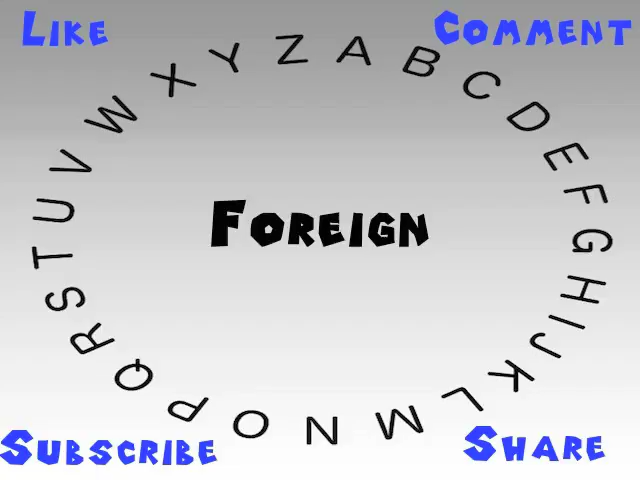 Like
Comment
A B C D E F G H I J K L M N O P Q R S T U V W X Y Z
Foreign
Subscribe
Share